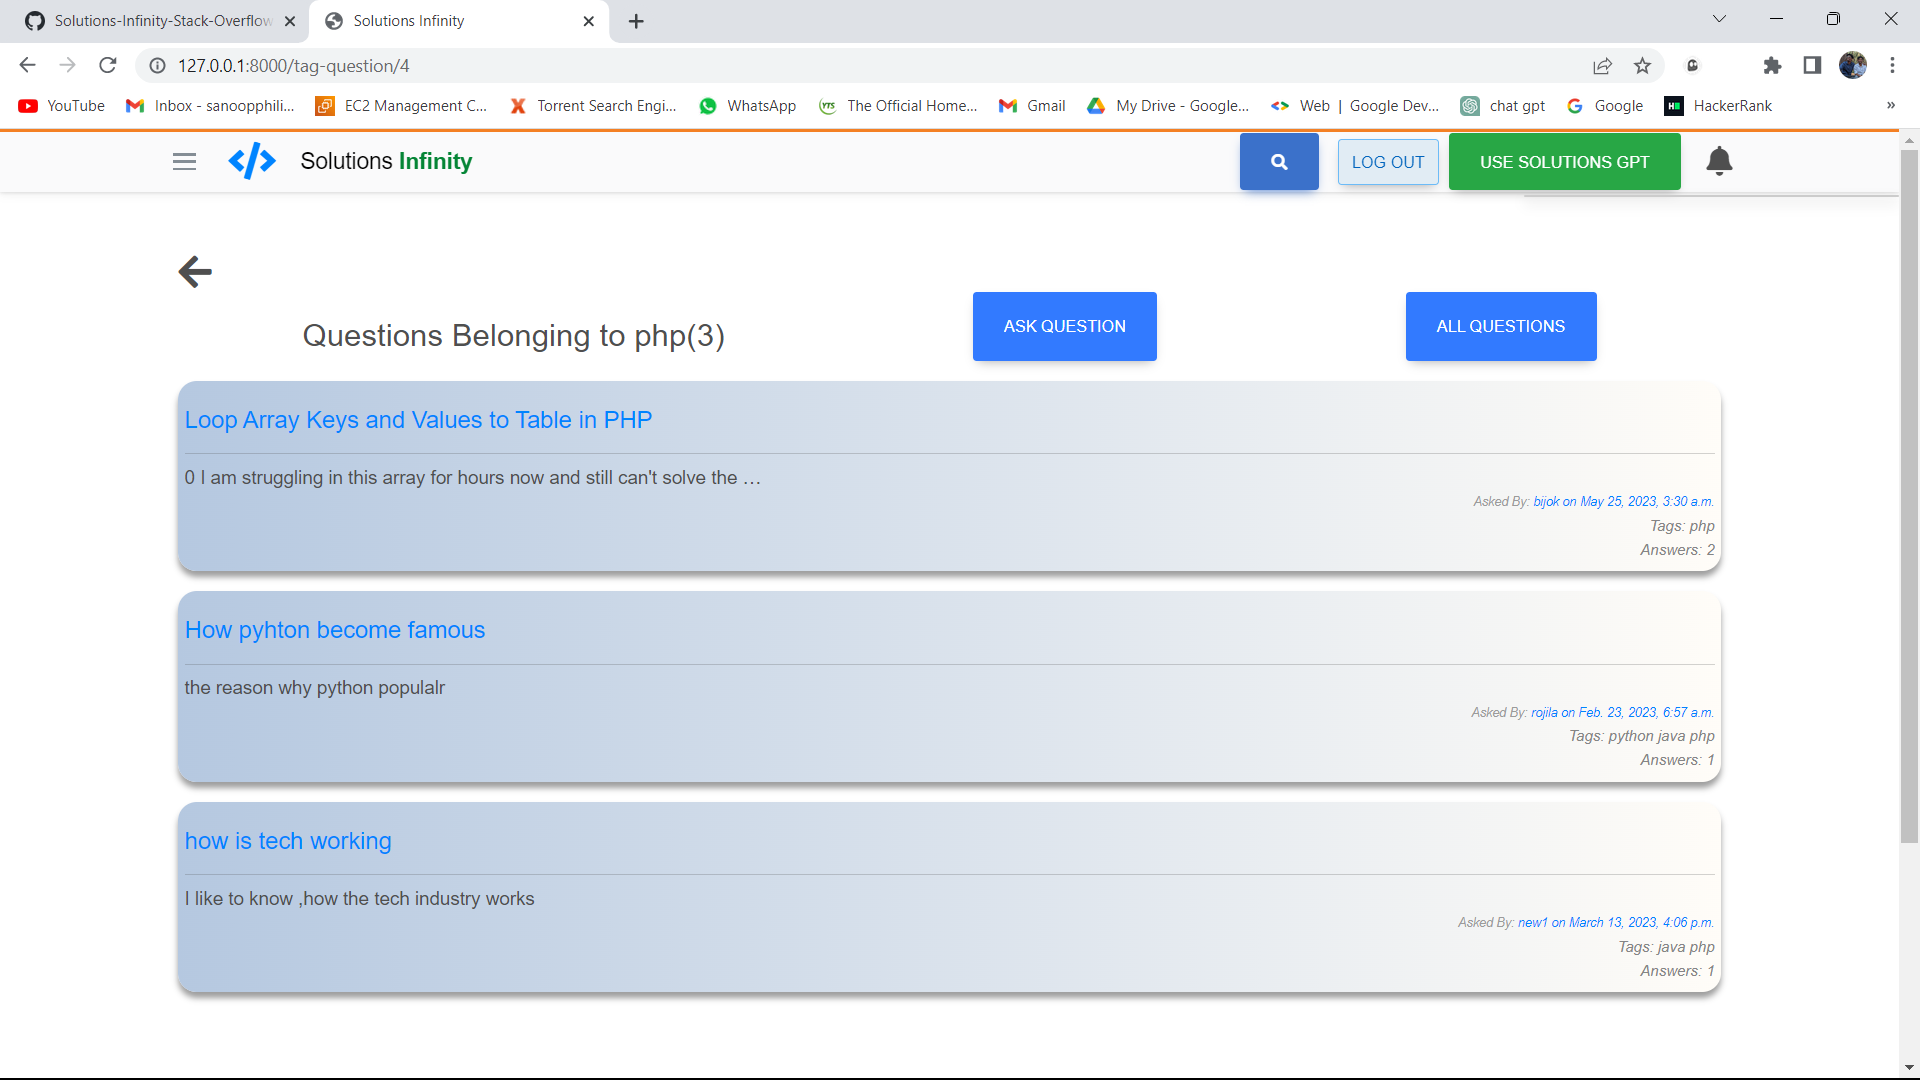 Solutions-Infinity-Stack-Overflow
Solutions Infinity
127.0.0.1:8000/tag-question/4
YouTube
Inbox - sanoopphili...
EC2 Management C...
Torrent Search Engi...
WhatsApp
YTS
The Official Home...
Gmail
My Drive - Google...
Web | Google Dev...
chat gpt
Google
HackerRank
»
Solutions Infinity
LOG OUT
USE SOLUTIONS GPT
Questions Belonging to php(3)
ASK QUESTION
ALL QUESTIONS
Loop Array Keys and Values to Table in PHP
0 I am struggling in this array for hours now and still can't solve the …
Asked By: bijok on May 25, 2023, 3:30 a.m.
Tags: php
Answers: 2
How pyhton become famous
the reason why python populalr
Asked By: rojila on Feb. 23, 2023, 6:57 a.m.
Tags: python java php
Answers: 1
how is tech working
I like to know ,how the tech industry works
Asked By: new1 on March 13, 2023, 4:06 p.m.
Tags: java php
Answers: 1